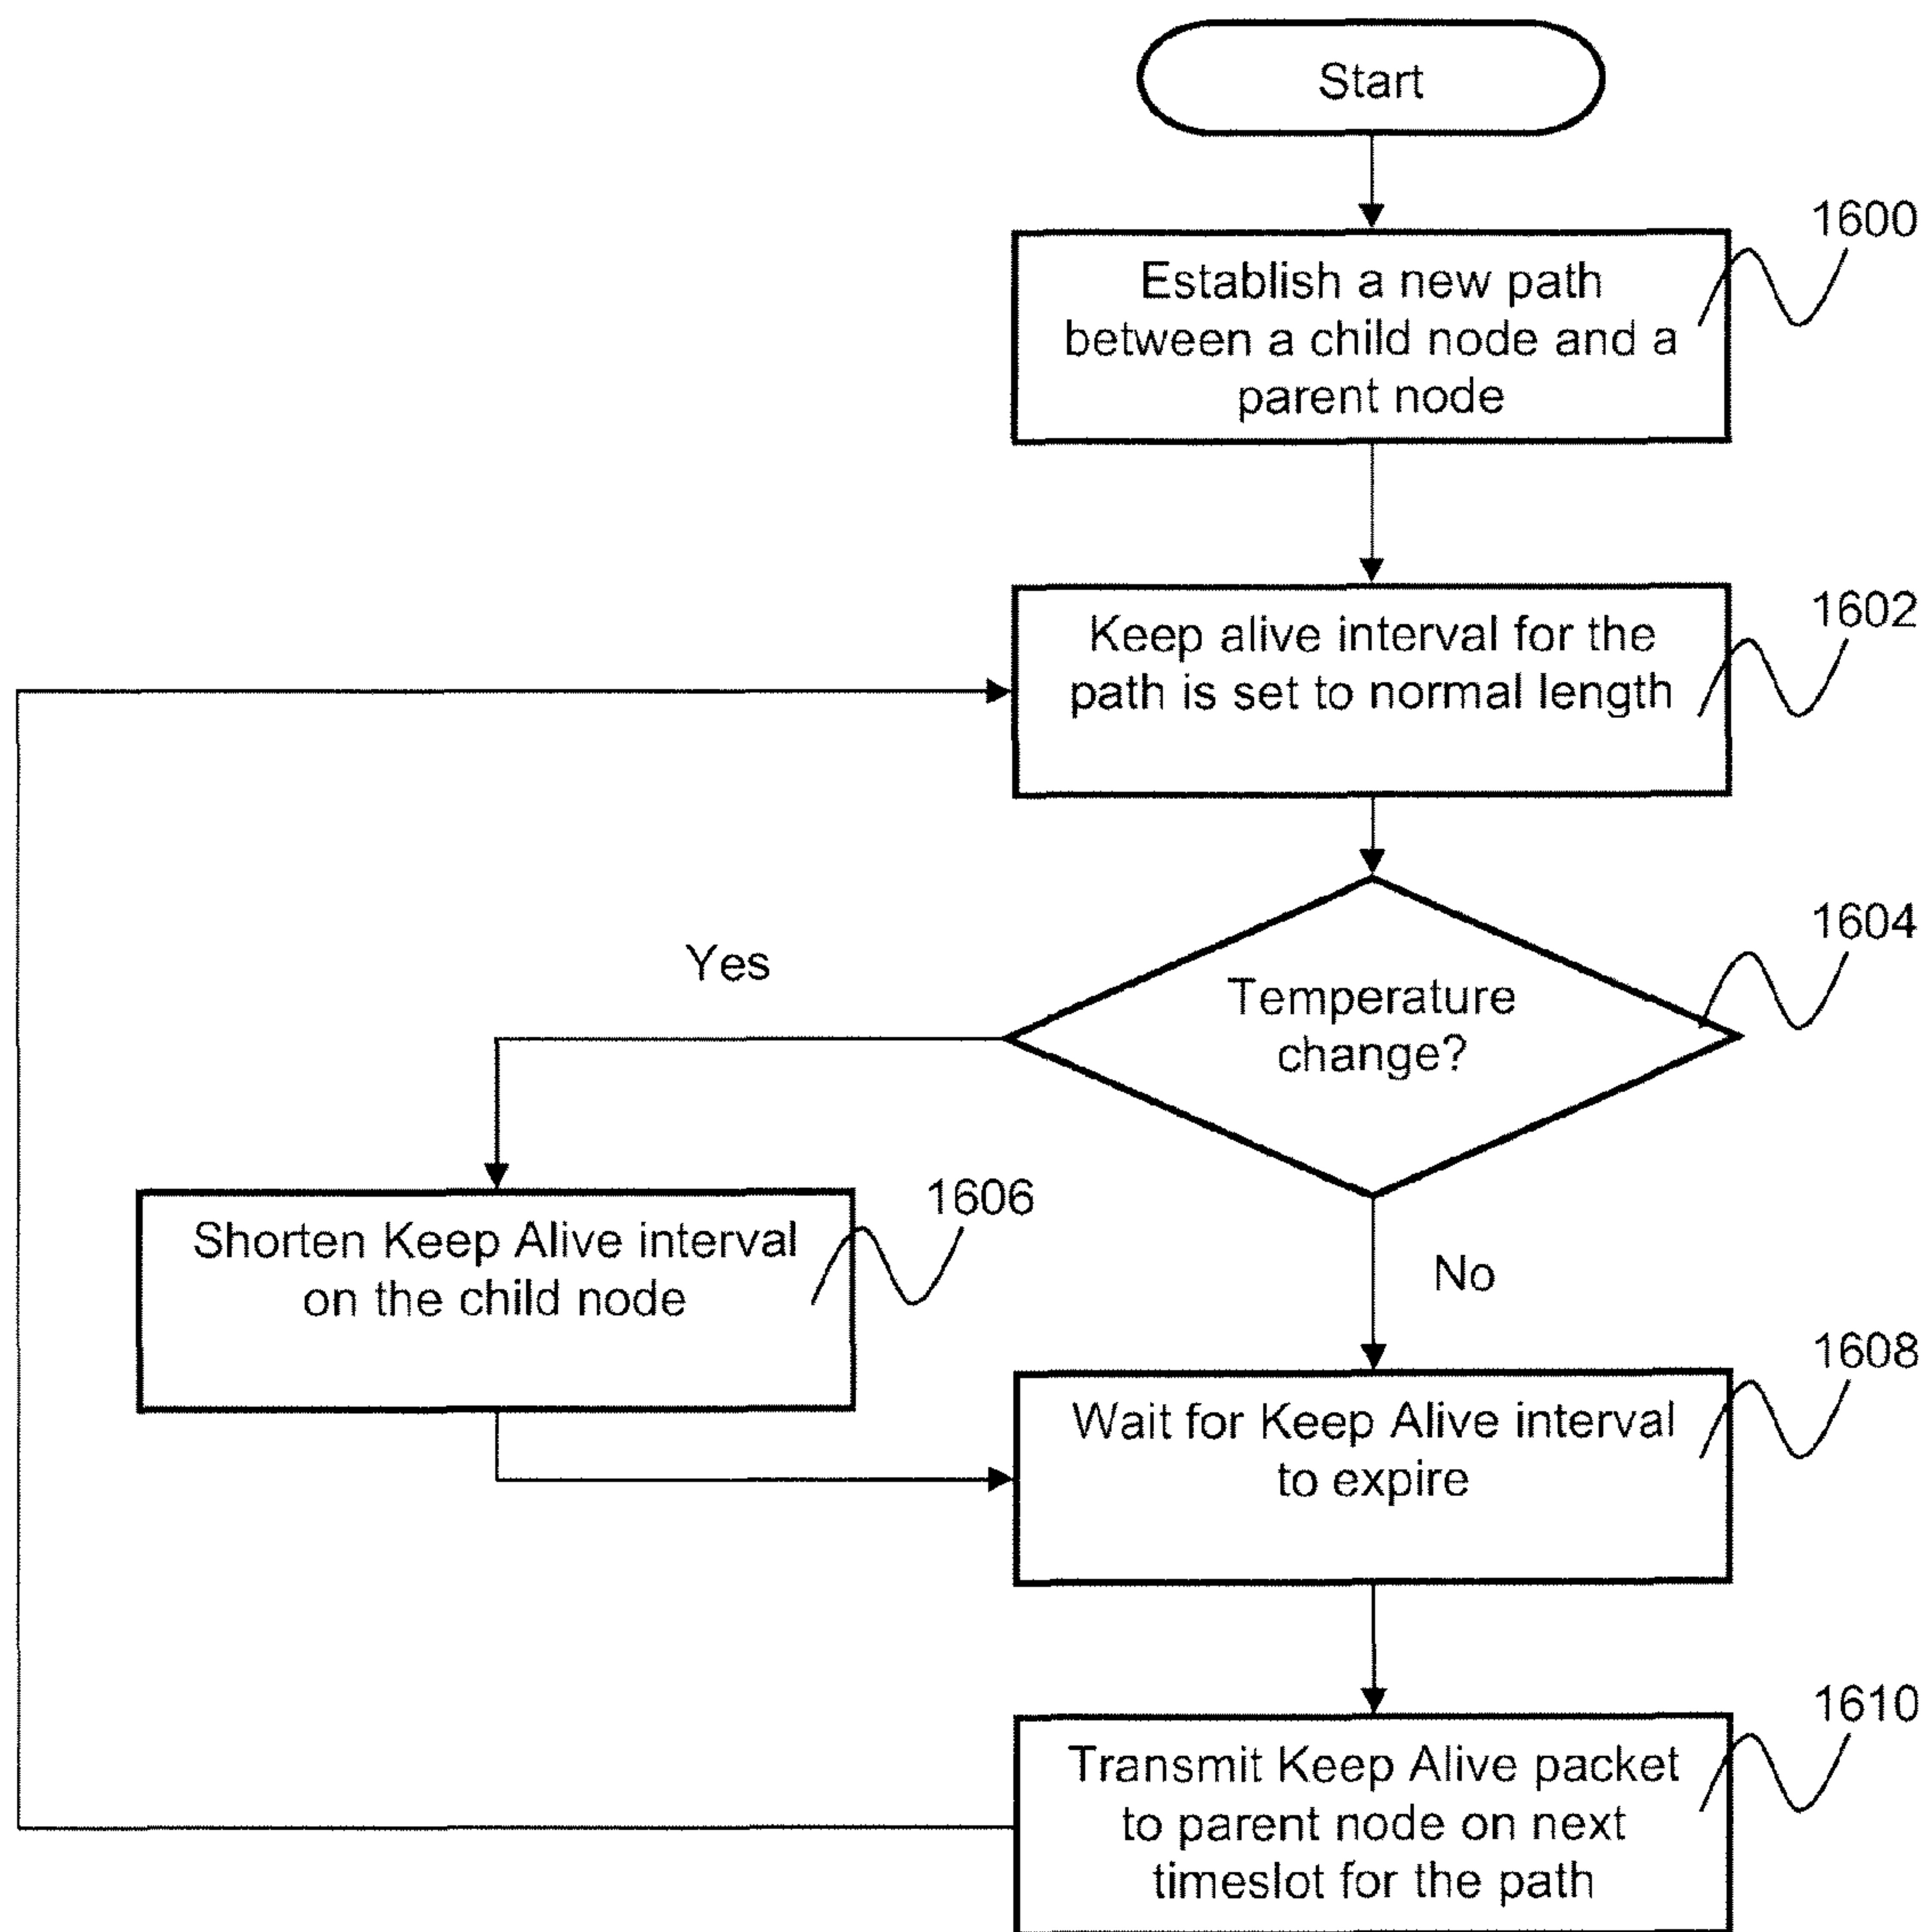 Start
1600
Establish a new path
between a child node and a
parent node
1602
Keep alive interval for the
path is set to normal length
1604
Yes
Temperature
change?
1606
Shorten Keep Alive interval
on the child node
No
1608
Wait for Keep Alive interval
to expire
1610
Transmit Keep Alive packet
to parent node on next
timeslot for the path